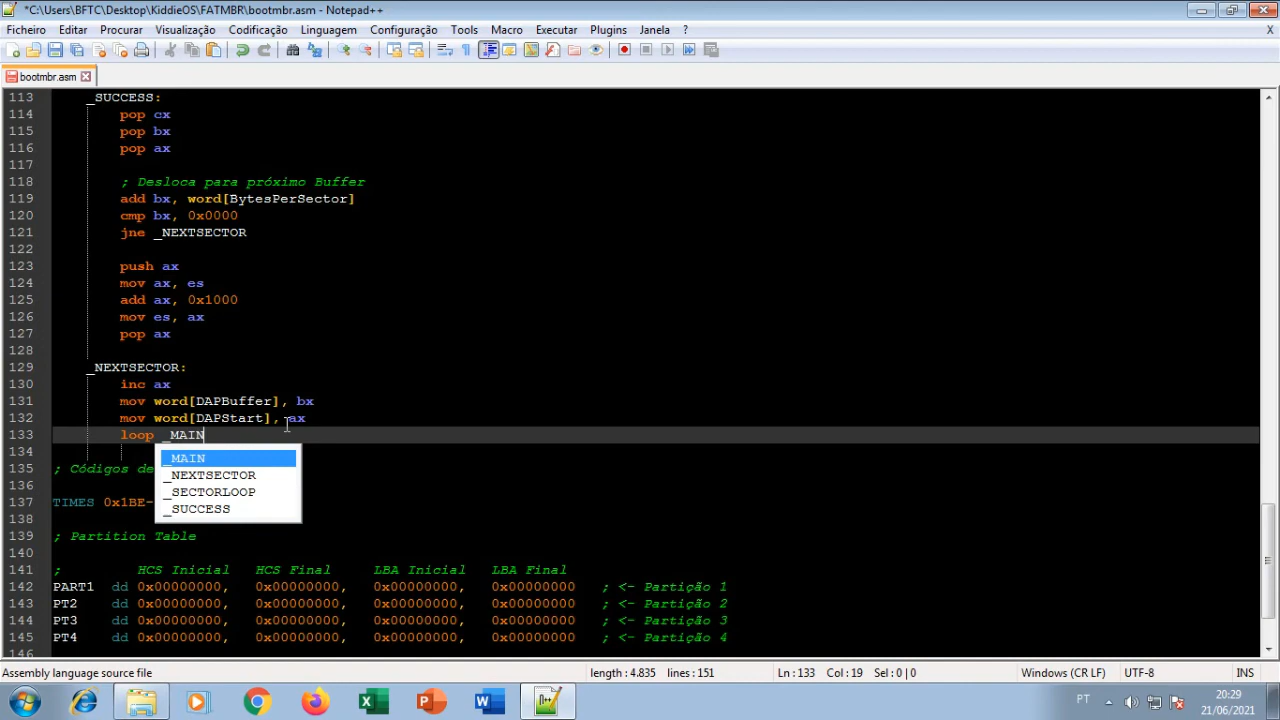 *C:\Users\BFTC\Desktop\KiddieOS\FATMBR\bootmbr.asm - Notepad++
Ficheiro Editar Procurar Visualização Codificação Linguagem Configuração Tools Macro Executar Plugins Janela ? X
bootmbr.asm
113 _SUCCESS:
114 pop cx
115 pop bx
116 pop ax
117
118 ; Desloca para próximo Buffer
119 add bx, word[BytesPerSector]
120 cmp bx, 0x0000
121 jne _NEXTSECTOR
122
123 push ax
124 mov ax, es
125 add ax, 0x1000
126 mov es, ax
127 pop ax
128
129 _NEXTSECTOR:
130 inc ax
131 mov word[DAPBuffer], bx
132 mov word[DAPStart], ax
133 loop _MAIN
134 _MAIN
_NEXTSECTOR
_SECTORLOOP
_SUCCESS
135 ; Códigos de
136
137 TIMES 0x1BE-
138
139 ; Partition Table
140
141 ; HCS Inicial HCS Final LBA Inicial LBA Final
142 PART1 dd 0x00000000, 0x00000000, 0x00000000, 0x00000000 ; <- Partição 1
143 PT2 dd 0x00000000, 0x00000000, 0x00000000, 0x00000000 ; <- Partição 2
144 PT3 dd 0x00000000, 0x00000000, 0x00000000, 0x00000000 ; <- Partição 3
145 PT4 dd 0x00000000, 0x00000000, 0x00000000, 0x00000000 ; <- Partição 4
146
Assembly language source file length : 4.835 lines : 151 Ln : 133 Col : 19 Sel : 0 | 0 Windows (CR LF) UTF-8 INS
PT 20:29
21/06/2021